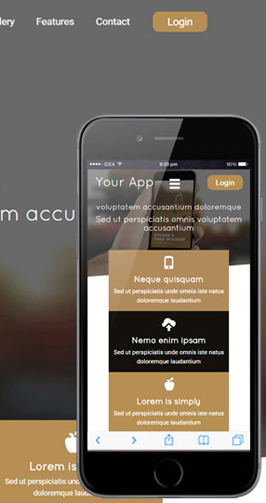 llery Features Contact Login
m accu
IDEA 9:20 pm 90%
Your App Login
voluptatem accusantium doloremque
Sed ut perspiciatis omnis voluptatem
accusantium
Neque quisquam
Sed ut perspiciatis unde omnis iste natus
doloremque laudantium
Nemo enim ipsam
Sed ut perspiciatis unde omnis iste natus
doloremque laudantium
Lorem is simply
Sed ut perspiciatis unde omnis iste natus
doloremque laudantium
Lorem is
Sed ut perspiciatis un
doloremque lau